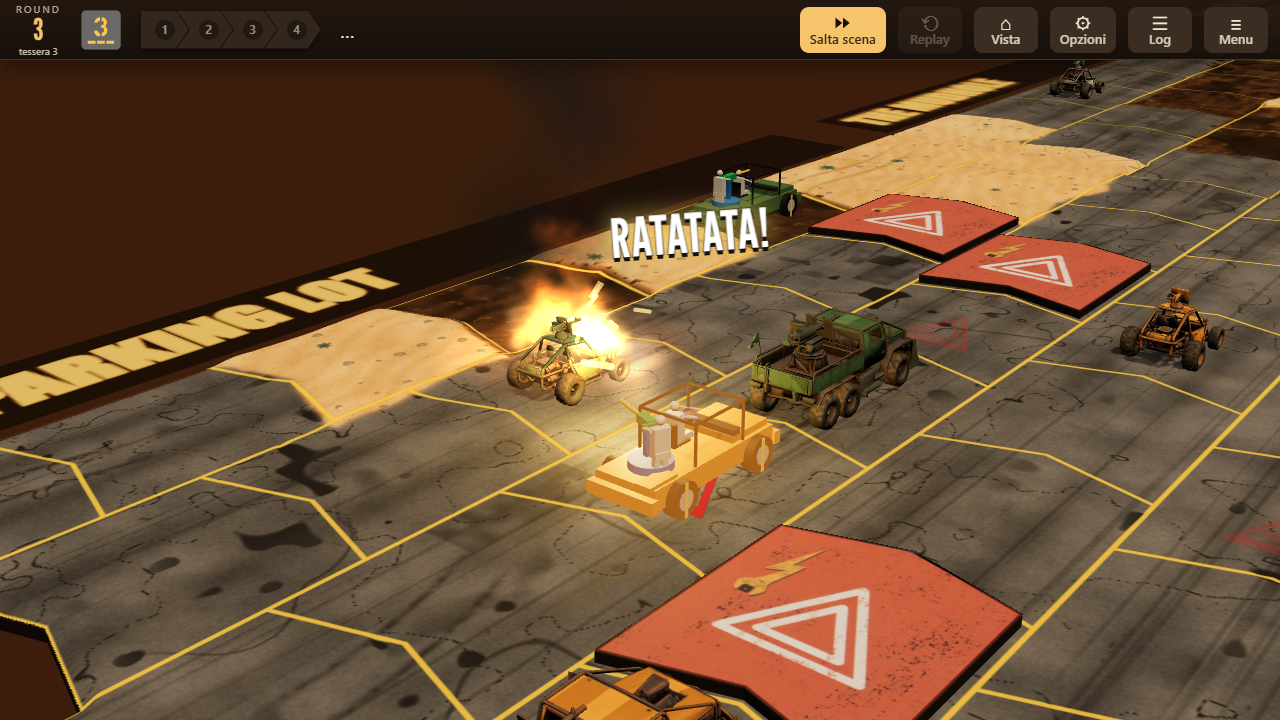 ROUND
3
tessera 3
3
1
2
3
4
...
Salta scena
Replay
Vista
Opzioni
Log
Menu
RATATATA!
PARKING LOT